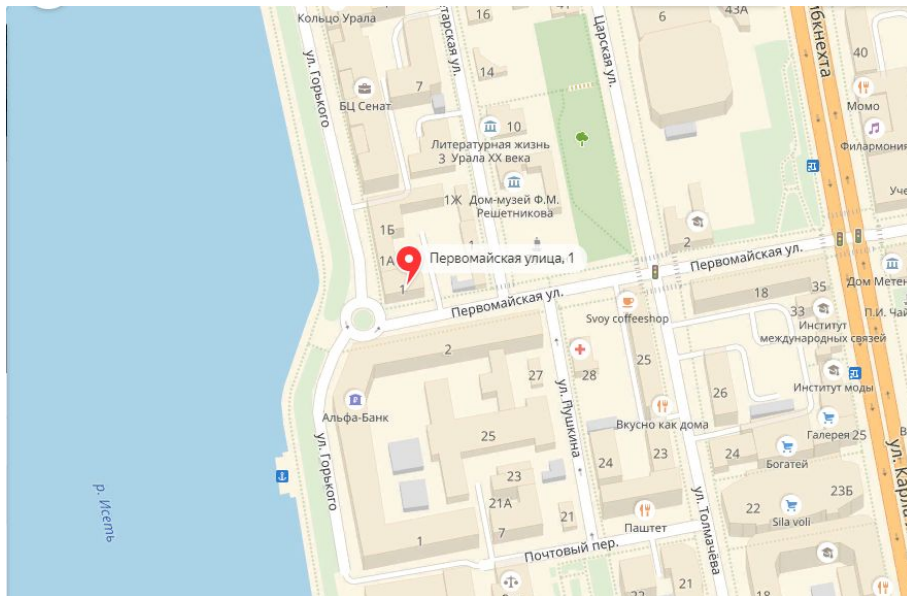 Кольцо Урала
16
43А
6
40
7
14
БЦ Сенат
ул. Горького
Царская ул.
Момо
Филармония
10
Литературная жизнь
Урала XX века
3
1Ж
Дом-музей Ф.М.
Решетникова
1Б
1А
1
1
2
Первомайская улица, 1
Первомайская ул.
Первомайская ул.
Дом
Svoy coffeeshop
18
35
33
П.И.
Институт
международных связей
2
27
28
25
26
Институт моды
Альфа-Банк
ул. Пушкина
Вкусно как дома
Галерея
25
25
24
23
24
Богатей
ул. Горького
23
21А
22
23Б
Sila voli
р. Исеть
7
21
Паштет
ул. Толмачёва
1
Почтовый пер.
22
21
18